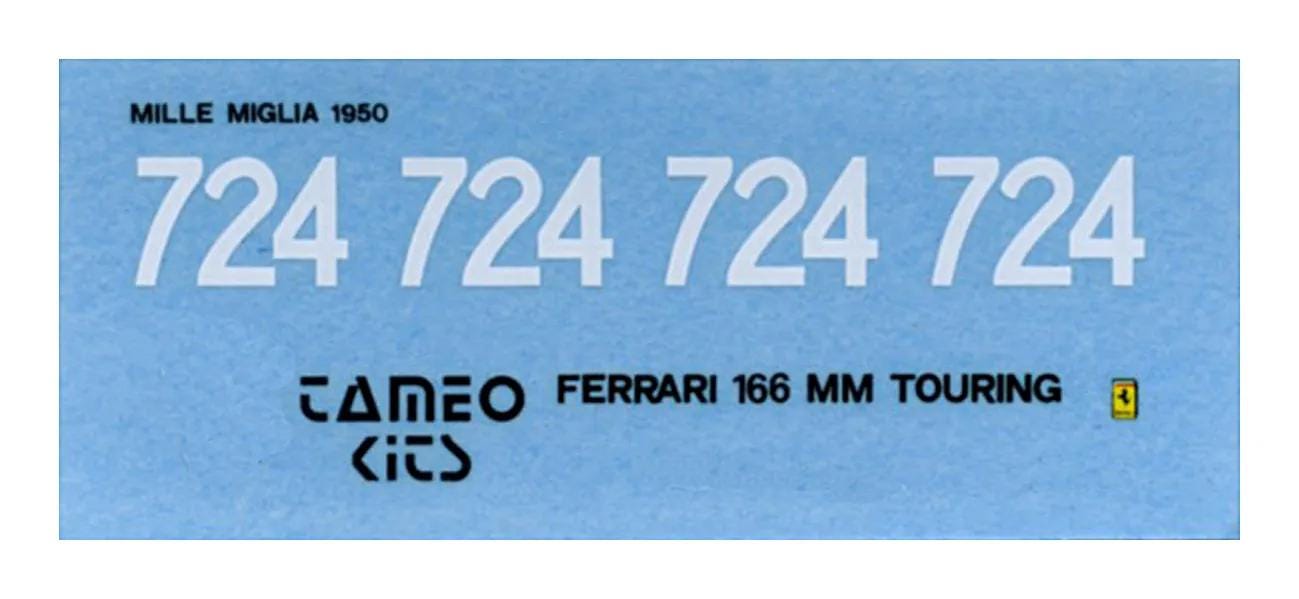 MILLE MIGLIA 1950
724 724 724 724
TAMEO FERRARI 166 MM TOURING
KITS